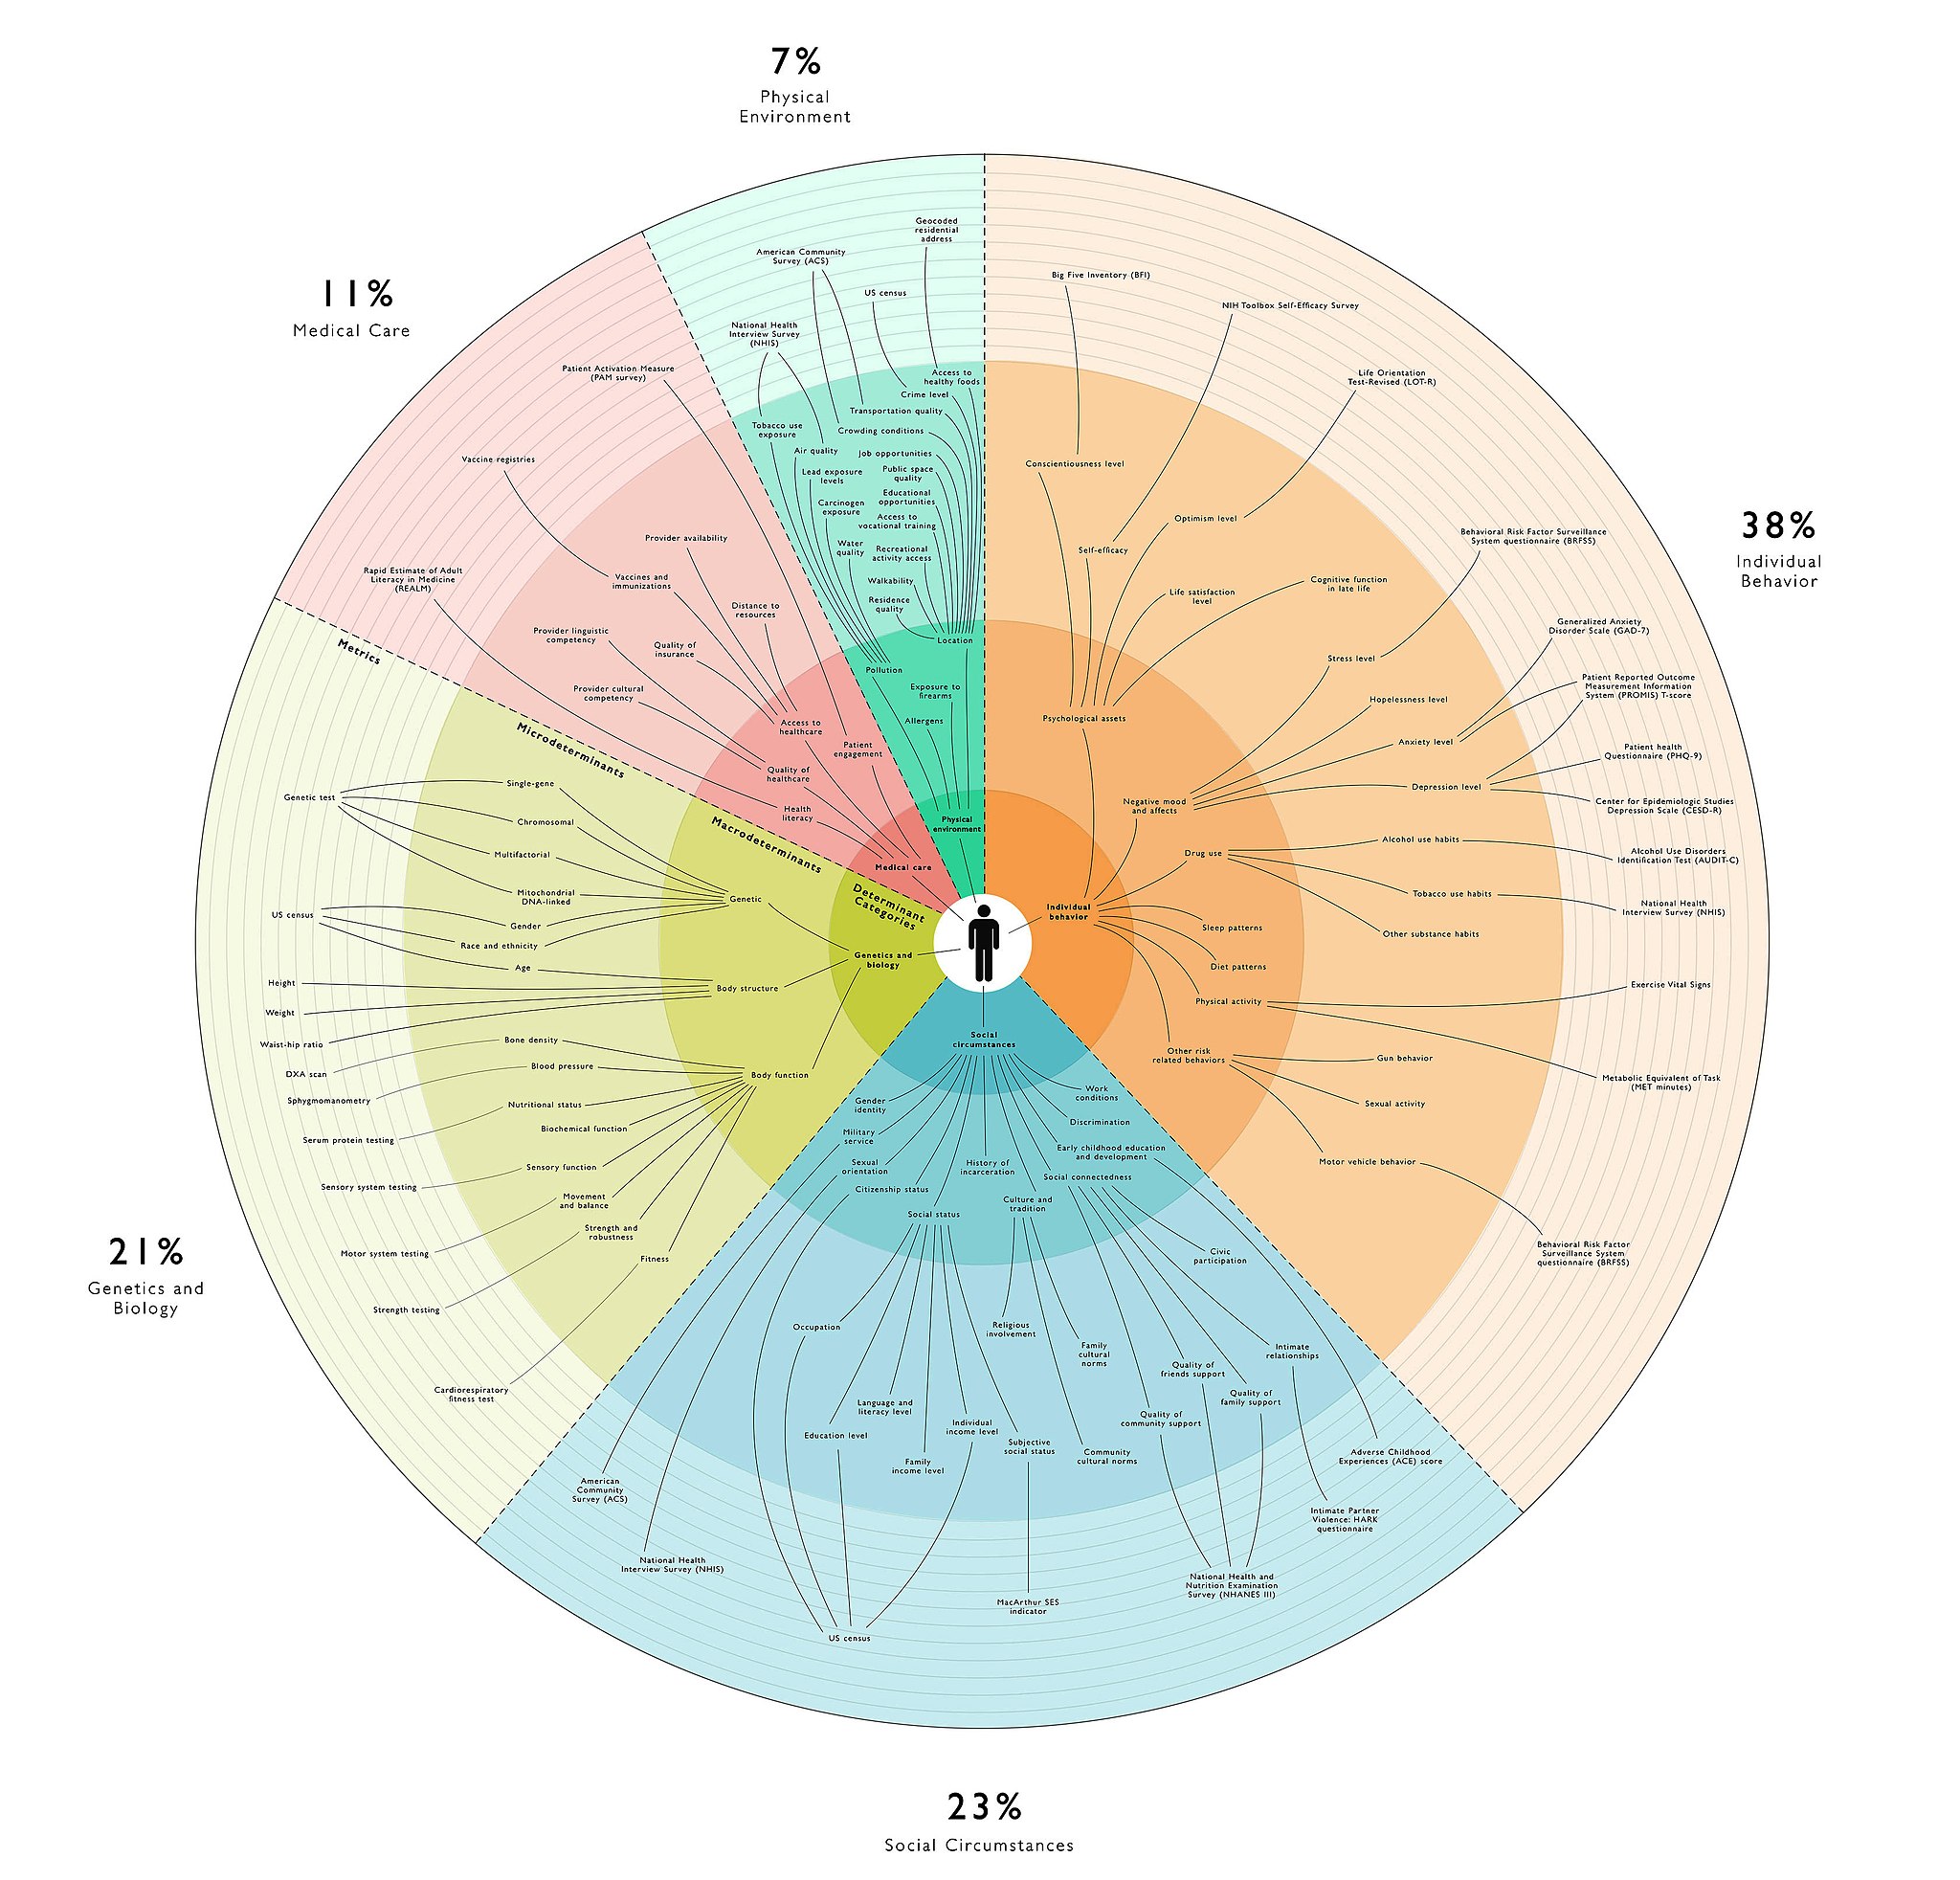 7%
Physical
Environment
11%
Medical Care
38%
Individual
Behavior
21%
Genetics and
Biology
23%
Social Circumstances
Geocoded
residential
address
American Community
Survey (ACS)
US census
National Health
Interview Survey
(NHIS)
Access to
healthy foods
Crime level
Transportation quality
Crowding conditions
Tobacco use
exposure
Air quality
Job opportunities
Lead exposure
levels
Public space
quality
Educational
opportunities
Carcinogen
exposure
Access to
vocational training
Water
quality
Recreational
activity access
Walkability
Residence
quality
Location
Pollution
Exposure to
firearms
Allergens
Physical
environment
Patient Activation Measure
(PAM survey)
Vaccine registries
Rapid Estimate of Adult
Literacy in Medicine
(REALM)
Provider availability
Vaccines and
immunizations
Distance to
resources
Provider linguistic
competency
Quality of
insurance
Provider cultural
competency
Access to
healthcare
Patient
engagement
Quality of
healthcare
Health
literacy
Medical care
Metrics
Microdeterminants
Macrodeterminants
Determinant
Categories
Big Five Inventory (BFI)
NIH Toolbox Self-Efficacy Survey
Life Orientation
Test-Revised (LOT-R)
Conscientiousness level
Optimism level
Self-efficacy
Behavioral Risk Factor Surveillance
System questionnaire (BRFSS)
Cognitive function
in late life
Life satisfaction
level
Generalized Anxiety
Disorder Scale (GAD-7)
Stress level
Patient Reported Outcome
Measurement Information
System (PROMIS) T-score
Hopelessness level
Psychological assets
Anxiety level
Patient health
Questionnaire (PHQ-9)
Depression level
Negative mood
and affects
Center for Epidemiologic Studies
Depression Scale (CESD-R)
Alcohol use habits
Drug use
Alcohol Use Disorders
Identification Test (AUDIT-C)
Tobacco use habits
National Health
Interview Survey (NHIS)
Individual
behavior
Sleep patterns
Other substance habits
Diet patterns
Physical activity
Exercise Vital Signs
Other risk
related behaviors
Gun behavior
Metabolic Equivalent of Task
(MET minutes)
Sexual activity
Motor vehicle behavior
Behavioral Risk Factor
Surveillance System
questionnaire (BRFSS)
Genetic test
Single-gene
Chromosomal
Multifactorial
Mitochondrial
DNA-linked
Genetic
US census
Gender
Race and ethnicity
Age
Genetics and
biology
Height
Body structure
Weight
Waist-hip ratio
Bone density
DXA scan
Blood pressure
Body function
Sphygmomanometry
Nutritional status
Biochemical function
Serum protein testing
Sensory function
Sensory system testing
Movement
and balance
Strength and
robustness
Motor system testing
Fitness
Strength testing
Cardiorespiratory
fitness test
Social
circumstances
Gender
identity
Work
conditions
Discrimination
Military
service
Early childhood education
and development
Sexual
orientation
History of
incarceration
Social connectedness
Citizenship status
Culture and
tradition
Social status
Civic
participation
Occupation
Religious
involvement
Family
cultural
norms
Intimate
relationships
Quality of
friends support
Quality of
family support
Language and
literacy level
Quality of
community support
Individual
income level
Education level
Subjective
social status
Community
cultural norms
Family
income level
Adverse Childhood
Experiences (ACE) score
American
Community
Survey (ACS)
Intimate Partner
Violence: HARK
questionnaire
National Health
Interview Survey (NHIS)
National Health and
Nutrition Examination
Survey (NHANES III)
MacArthur SES
indicator
US census